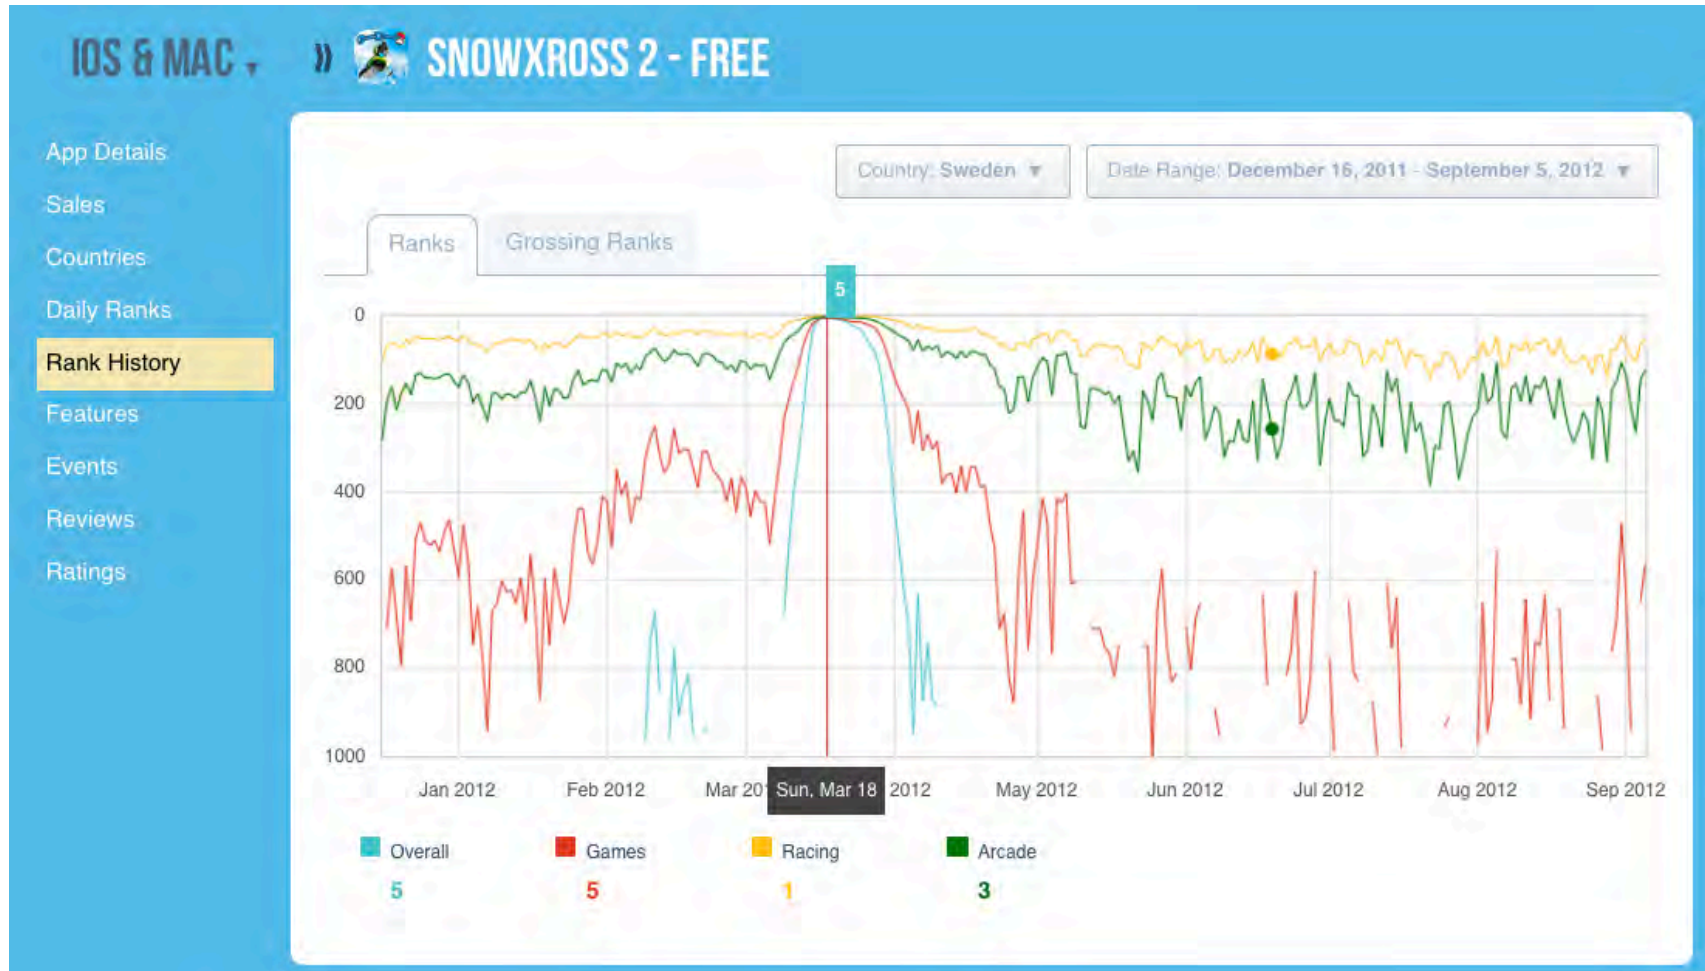 IOS & MAC ▾ » SNOWXROSS 2 - FREE
App Details
Sales
Countries
Daily Ranks
Rank History
Features
Events
Reviews
Ratings
Country: Sweden ▼ Date Range: December 16, 2011 - September 5, 2012 ▼
Ranks Grossing Ranks
5
0
200
400
600
800
1000
Jan 2012 Feb 2012 Mar 20 Sun, Mar 18 2012 May 2012 Jun 2012 Jul 2012 Aug 2012 Sep 2012
Overall Games Racing Arcade
5 5 1 3